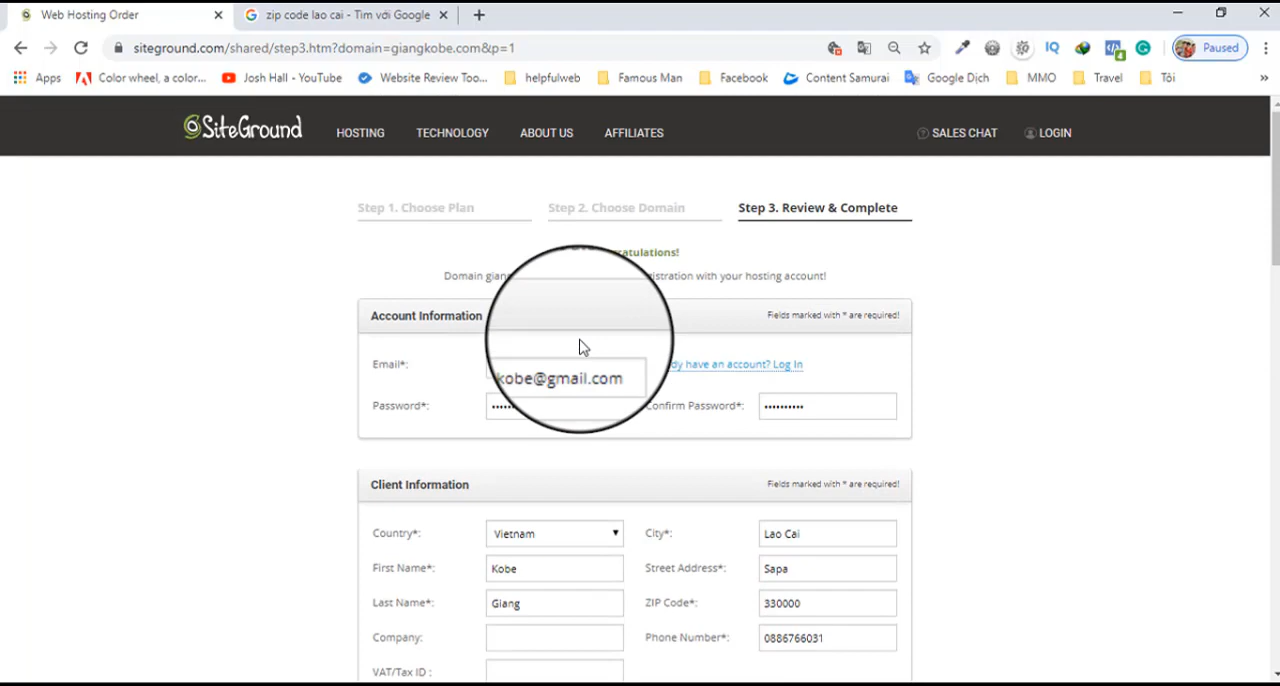 Web Hosting Order
zip code lao cai - Tìm với Google
siteground.com/shared/step3.htm?domain=giangkobe.com&p=1
IQ
Paused
Apps
Color wheel, a color...
Josh Hall - YouTube
Website Review Too...
helpfulweb
Famous Man
Facebook
Content Samurai
Google Dịch
MMO
Travel
Tôi
»
SiteGround
HOSTING
TECHNOLOGY
ABOUT US
AFFILIATES
SALES CHAT
LOGIN
Step 1. Choose Plan
Step 2. Choose Domain
Step 3. Review & Complete
Domain with your hosting account!
Account Information
Fields marked with * are required!
Email*:
kobe@gmail.com
have an account? Log In
Password*:
Confirm Password*:
Client Information
Fields marked with * are required!
Country*:
Vietnam
City*:
Lao Cai
First Name*:
Kobe
Street Address*:
Sapa
Last Name*:
Giang
ZIP Code*:
330000
Company:
Phone Number*:
0886766031
VAT/Tax ID :